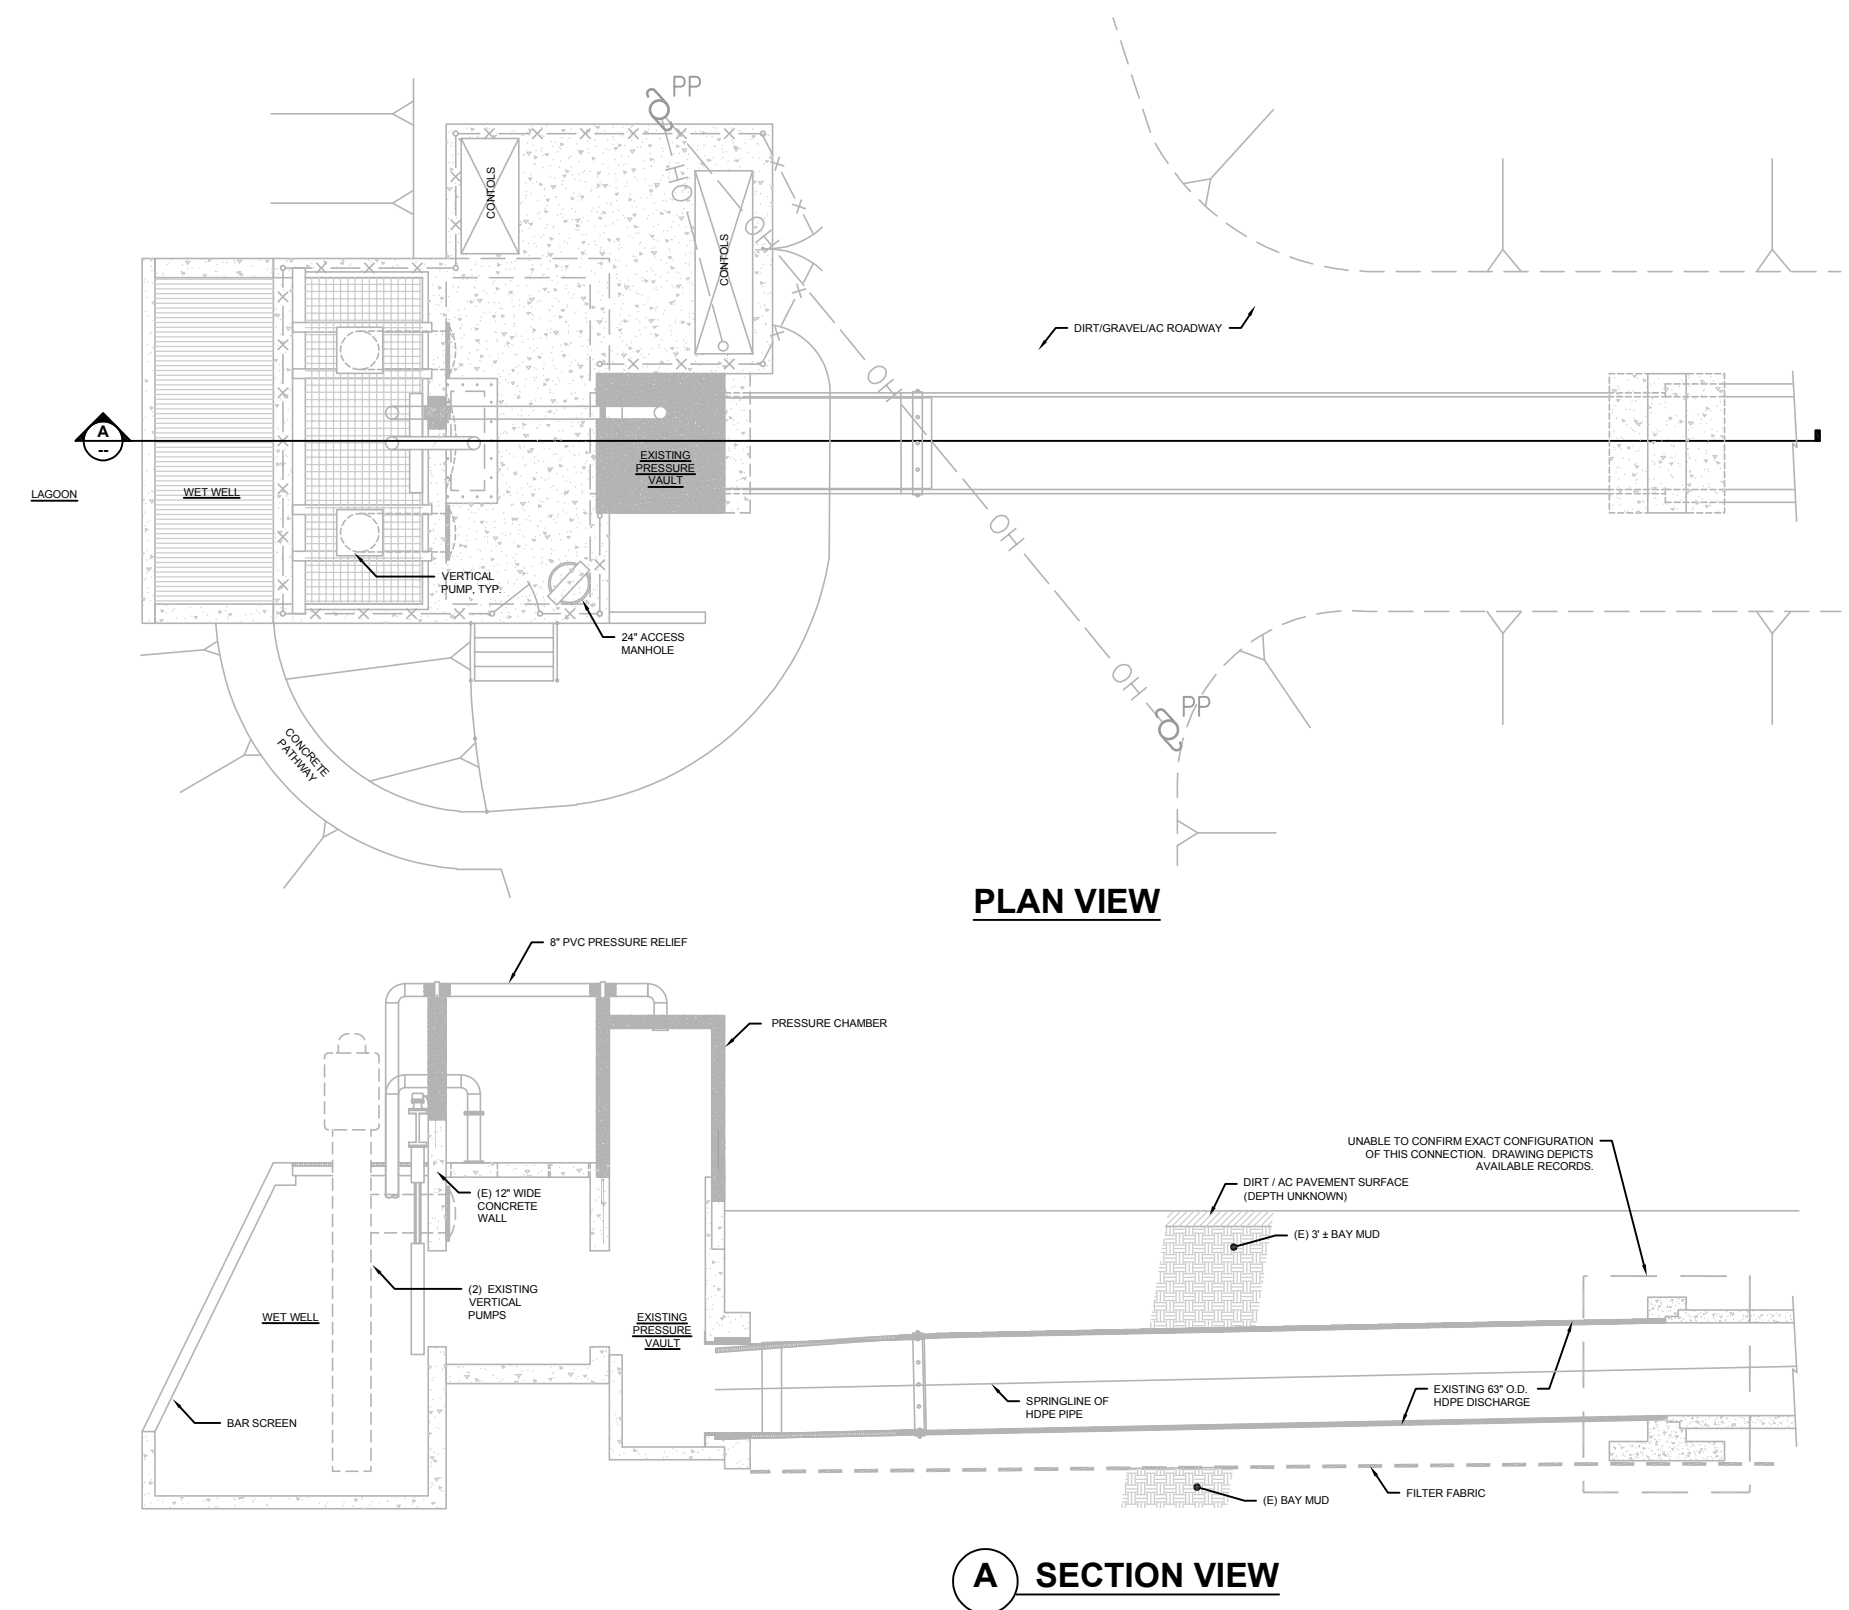 PP
CONTOLS
OH
CONTOLS
OH
DIRT/GRAVEL/AC ROADWAY
OH
A
--
EXISTING
PRESSURE
VAULT
LAGOON
WET WELL
OH
VERTICAL
PUMP, TYP.
24" ACCESS
MANHOLE
OH
PP
CONCRETE
PATHWAY
PLAN VIEW
8" PVC PRESSURE RELIEF
PRESSURE CHAMBER
UNABLE TO CONFIRM EXACT CONFIGURATION
OF THIS CONNECTION. DRAWING DEPICTS
AVAILABLE RECORDS.
DIRT / AC PAVEMENT SURFACE
(DEPTH UNKNOWN)
(E) 12" WIDE
CONCRETE
WALL
(E) 3' ± BAY MUD
(2) EXISTING
VERTICAL
PUMPS
WET WELL
EXISTING
PRESSURE
VAULT
SPRINGLINE OF
HDPE PIPE
EXISTING 63" O.D.
HDPE DISCHARGE
BAR SCREEN
FILTER FABRIC
(E) BAY MUD
A SECTION VIEW